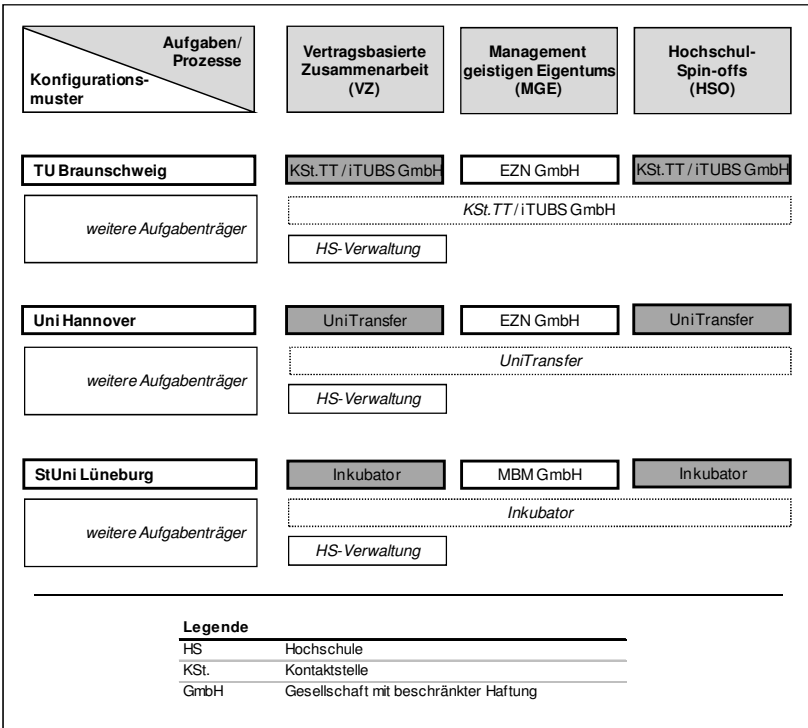 Aufgaben/
Prozesse
Konfigurations-
muster
Vertragsbasierte
Zusammenarbeit
(VZ)
Management
geistigen Eigentums
(MGE)
Hochschul-
Spin-offs
(HSO)
TU Braunschweig
KSt.TT / iTUBS GmbH
EZN GmbH
KSt.TT / iTUBS GmbH
weitere Aufgabenträger
KSt.TT / iTUBS GmbH
HS-Verwaltung
Uni Hannover
UniTransfer
EZN GmbH
UniTransfer
weitere Aufgabenträger
UniTransfer
HS-Verwaltung
StUni Lüneburg
Inkubator
MBM GmbH
Inkubator
weitere Aufgabenträger
Inkubator
HS-Verwaltung
Legende
HS Hochschule
KSt. Kontaktstelle
GmbH Gesellschaft mit beschränkter Haftung